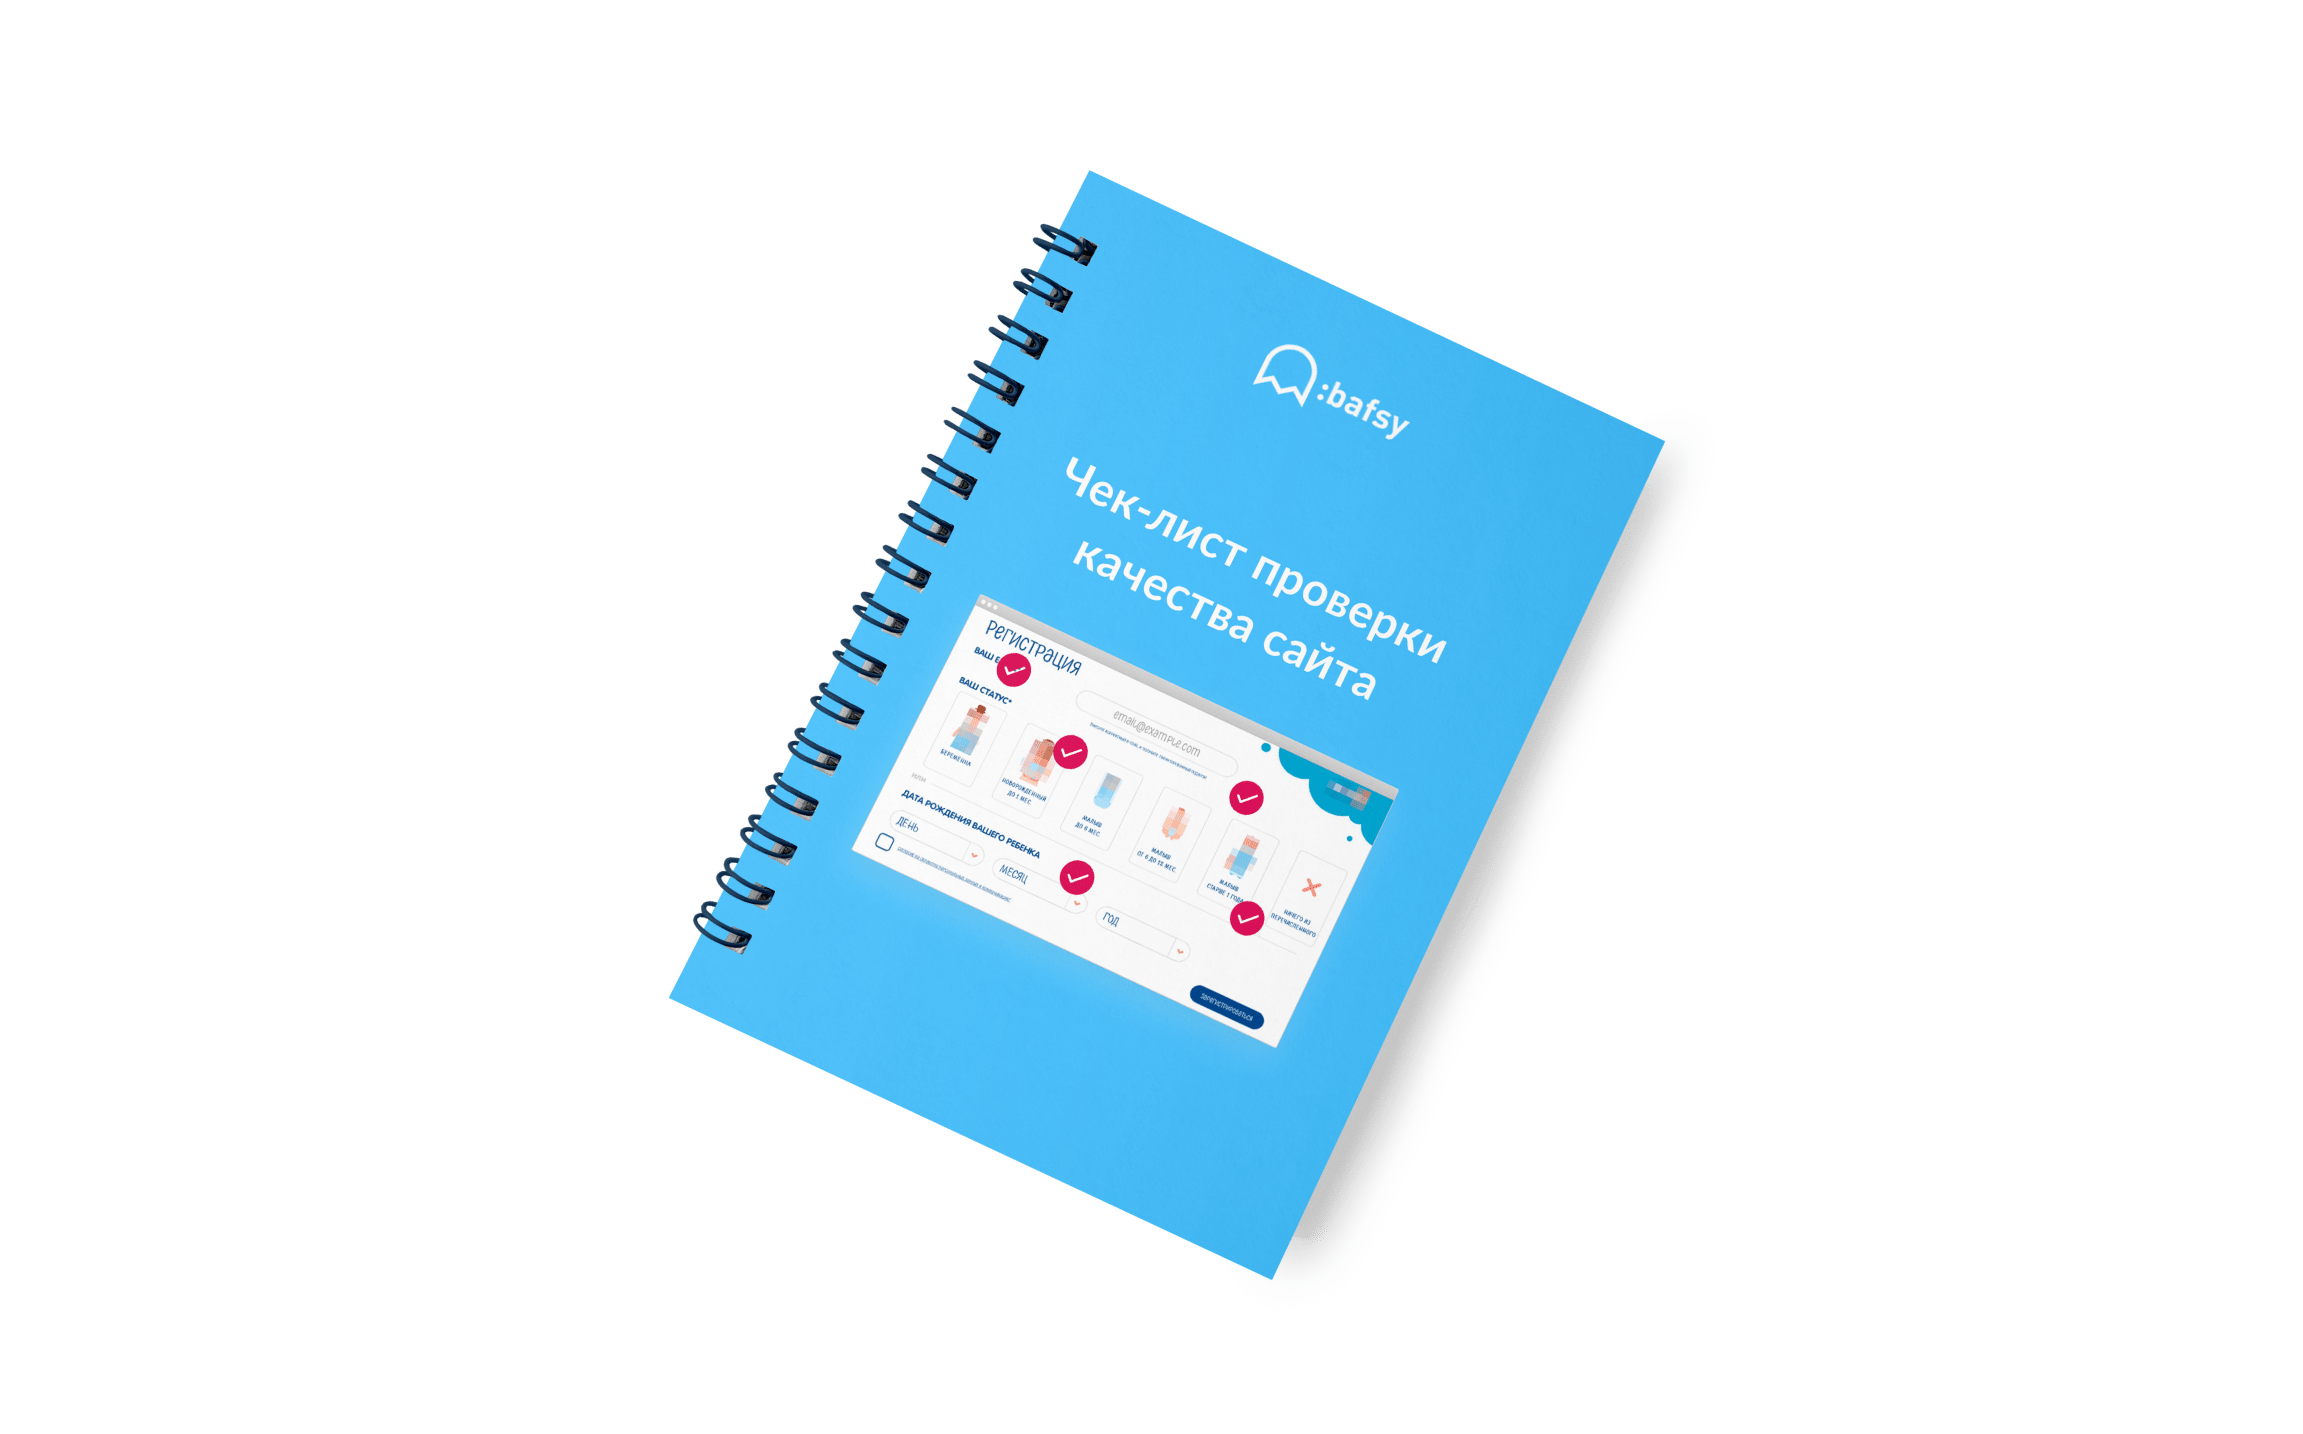 :bafsy
Чек-лист проверки
качества сайта
Регистрация
ВАШ E
email@example.com
ВАШ СТАТУС*
БЕРЕМЕННА
НОВОРОЖДЕННЫЙ
ДО 1 МЕС.
МАЛЫШ
ДО 6 МЕС.
МАЛЫШ
ОТ 6 ДО 12 МЕС.
МАЛЫШ
СТАРШЕ 1 ГОДА
НИЧЕГО ИЗ
ПЕРЕЧИСЛЕННОГО
ИЛИ
ДАТА РОЖДЕНИЯ ВАШЕГО РЕБЕНКА
ДЕНЬ
МЕСЯЦ
ГОД
ЗАРЕГИСТРИРОВАТЬСЯ